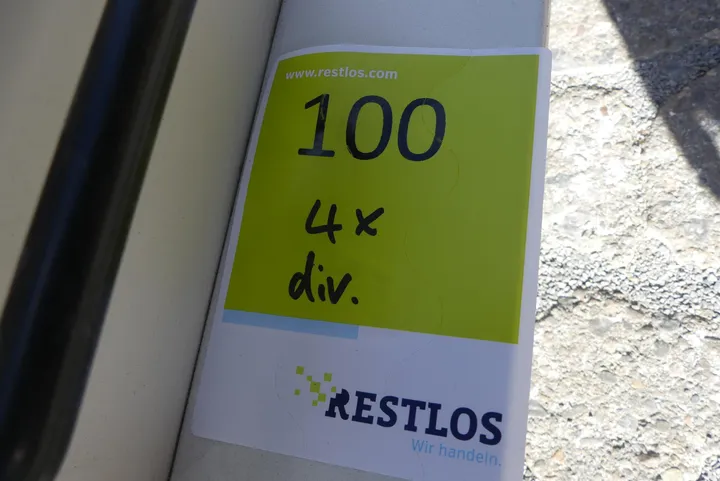 www.restlos.com
100
4x
div.
RESTLOS
Wir handeln.